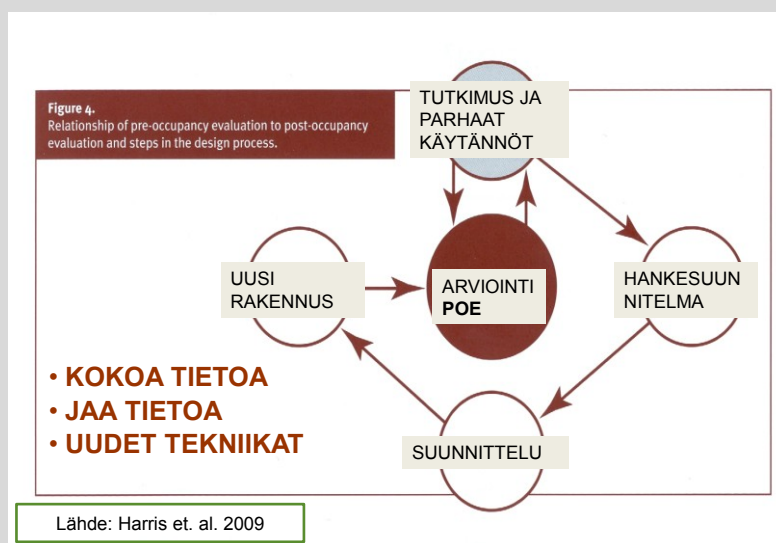 Figure 4.
Relationship of pre-occupancy evaluation to post-occupancy
evaluation and steps in the design process.
TUTKIMUS JA
PARHAAT
KÄYTÄNNÖT
UUSI
RAKENNUS
ARVIOINTI
POE
HANKESUUN
NITELMA
• KOKOA TIETOA
• JAA TIETOA
• UUDET TEKNIIKAT
SUUNNITTELU
Lähde: Harris et. al. 2009